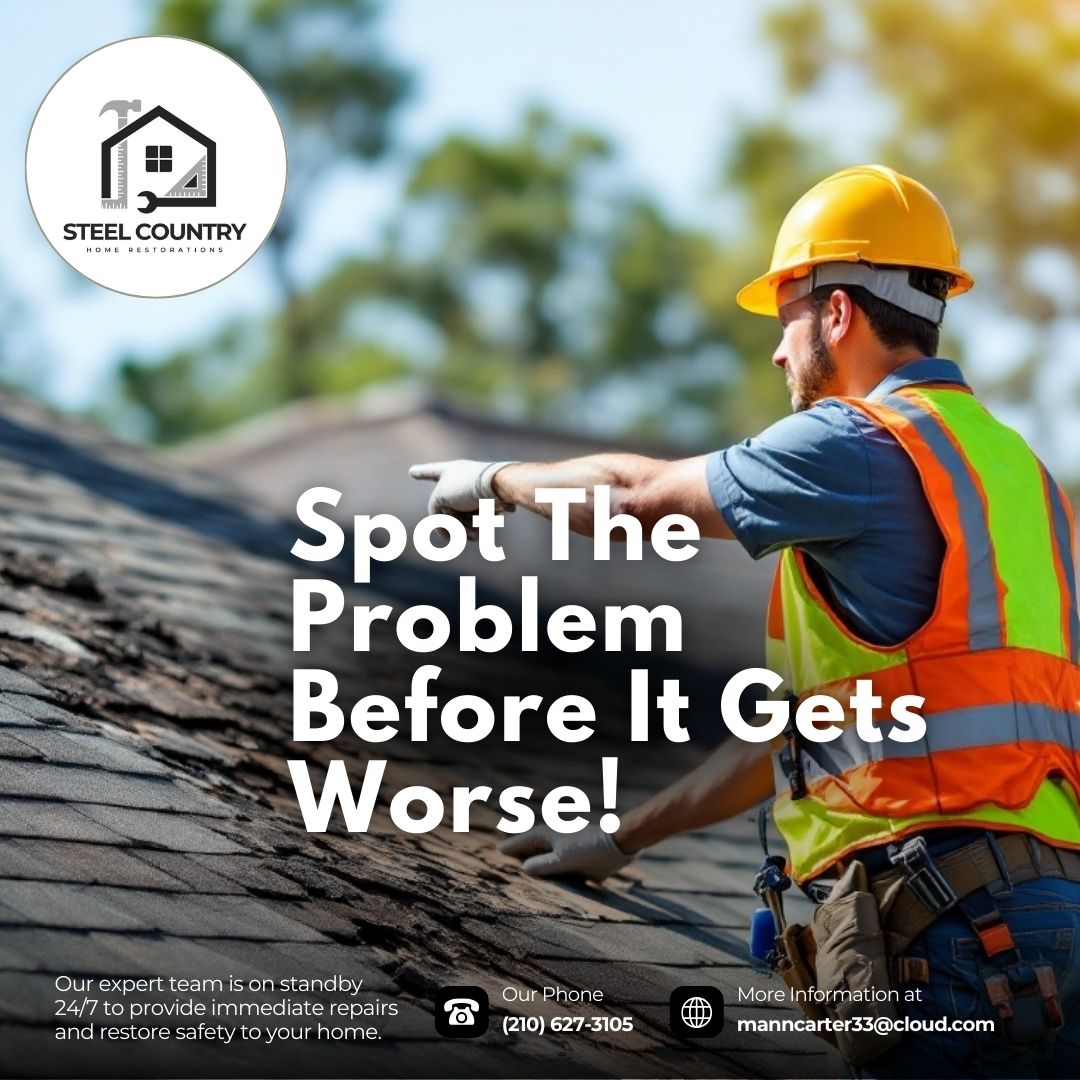 STEEL COUNTRY
HOME RESTORATIONS
Spot The
Problem
Before It Gets
Worse!
Our expert team is on standby
24/7 to provide immediate repairs
and restore safety to your home.
Our Phone
(210) 627-3105
More Information at
manncarter33@cloud.com